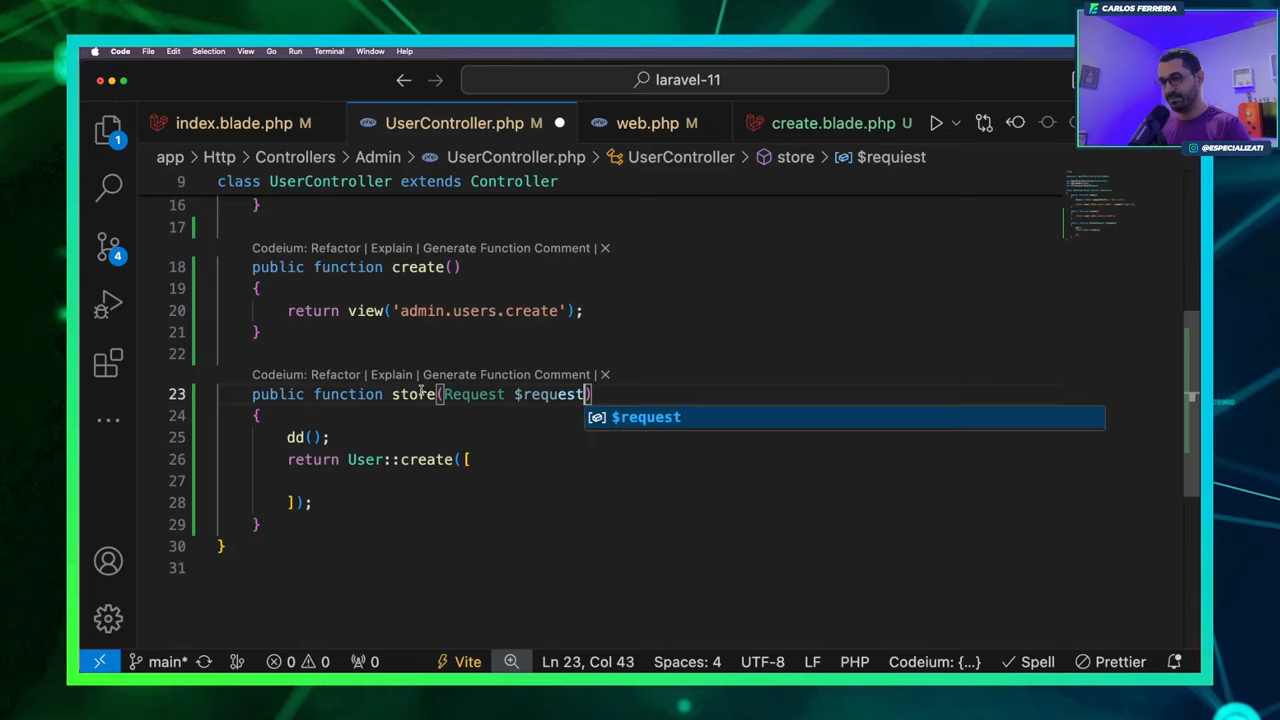 CARLOS FERREIRA
Code File Edit Selection View Go Run Terminal Window Help
laravel-11
index.blade.php M UserController.php M web.php M create.blade.php U
@ESPECIALIZATI
app > Http > Controllers > Admin > UserController.php > UserController > store > $requiest
9 class UserController extends Controller
16 }
17
Codeium: Refactor | Explain | Generate Function Comment | X
18 public function create()
19 {
20 return view('admin.users.create');
21 }
22
Codeium: Refactor | Explain | Generate Function Comment | X
23 public function store(Request $request)
$request
24 {
25 dd();
26 return User::create([
27
28 ]);
29 }
30 }
31
1
4
main* 0 0 0 Vite Ln 23, Col 43 Spaces: 4 UTF-8 LF PHP Codeium: {...} Spell Prettier